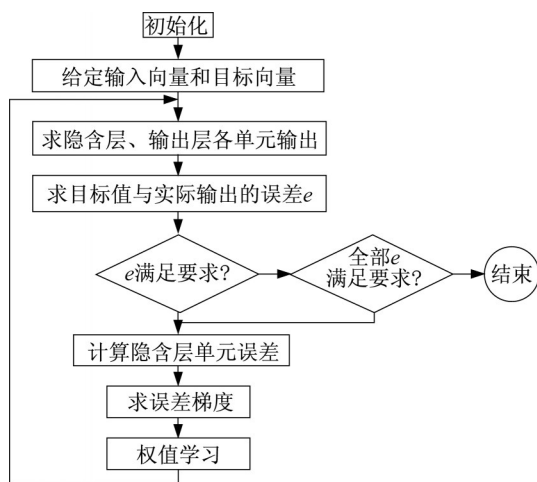 初始化
给定输入向量和目标向量
求隐含层、输出层各单元输出
求目标值与实际输出的误差e
e满足要求?
全部e
满足要求?
结束
计算隐含层单元误差
求误差梯度
权值学习